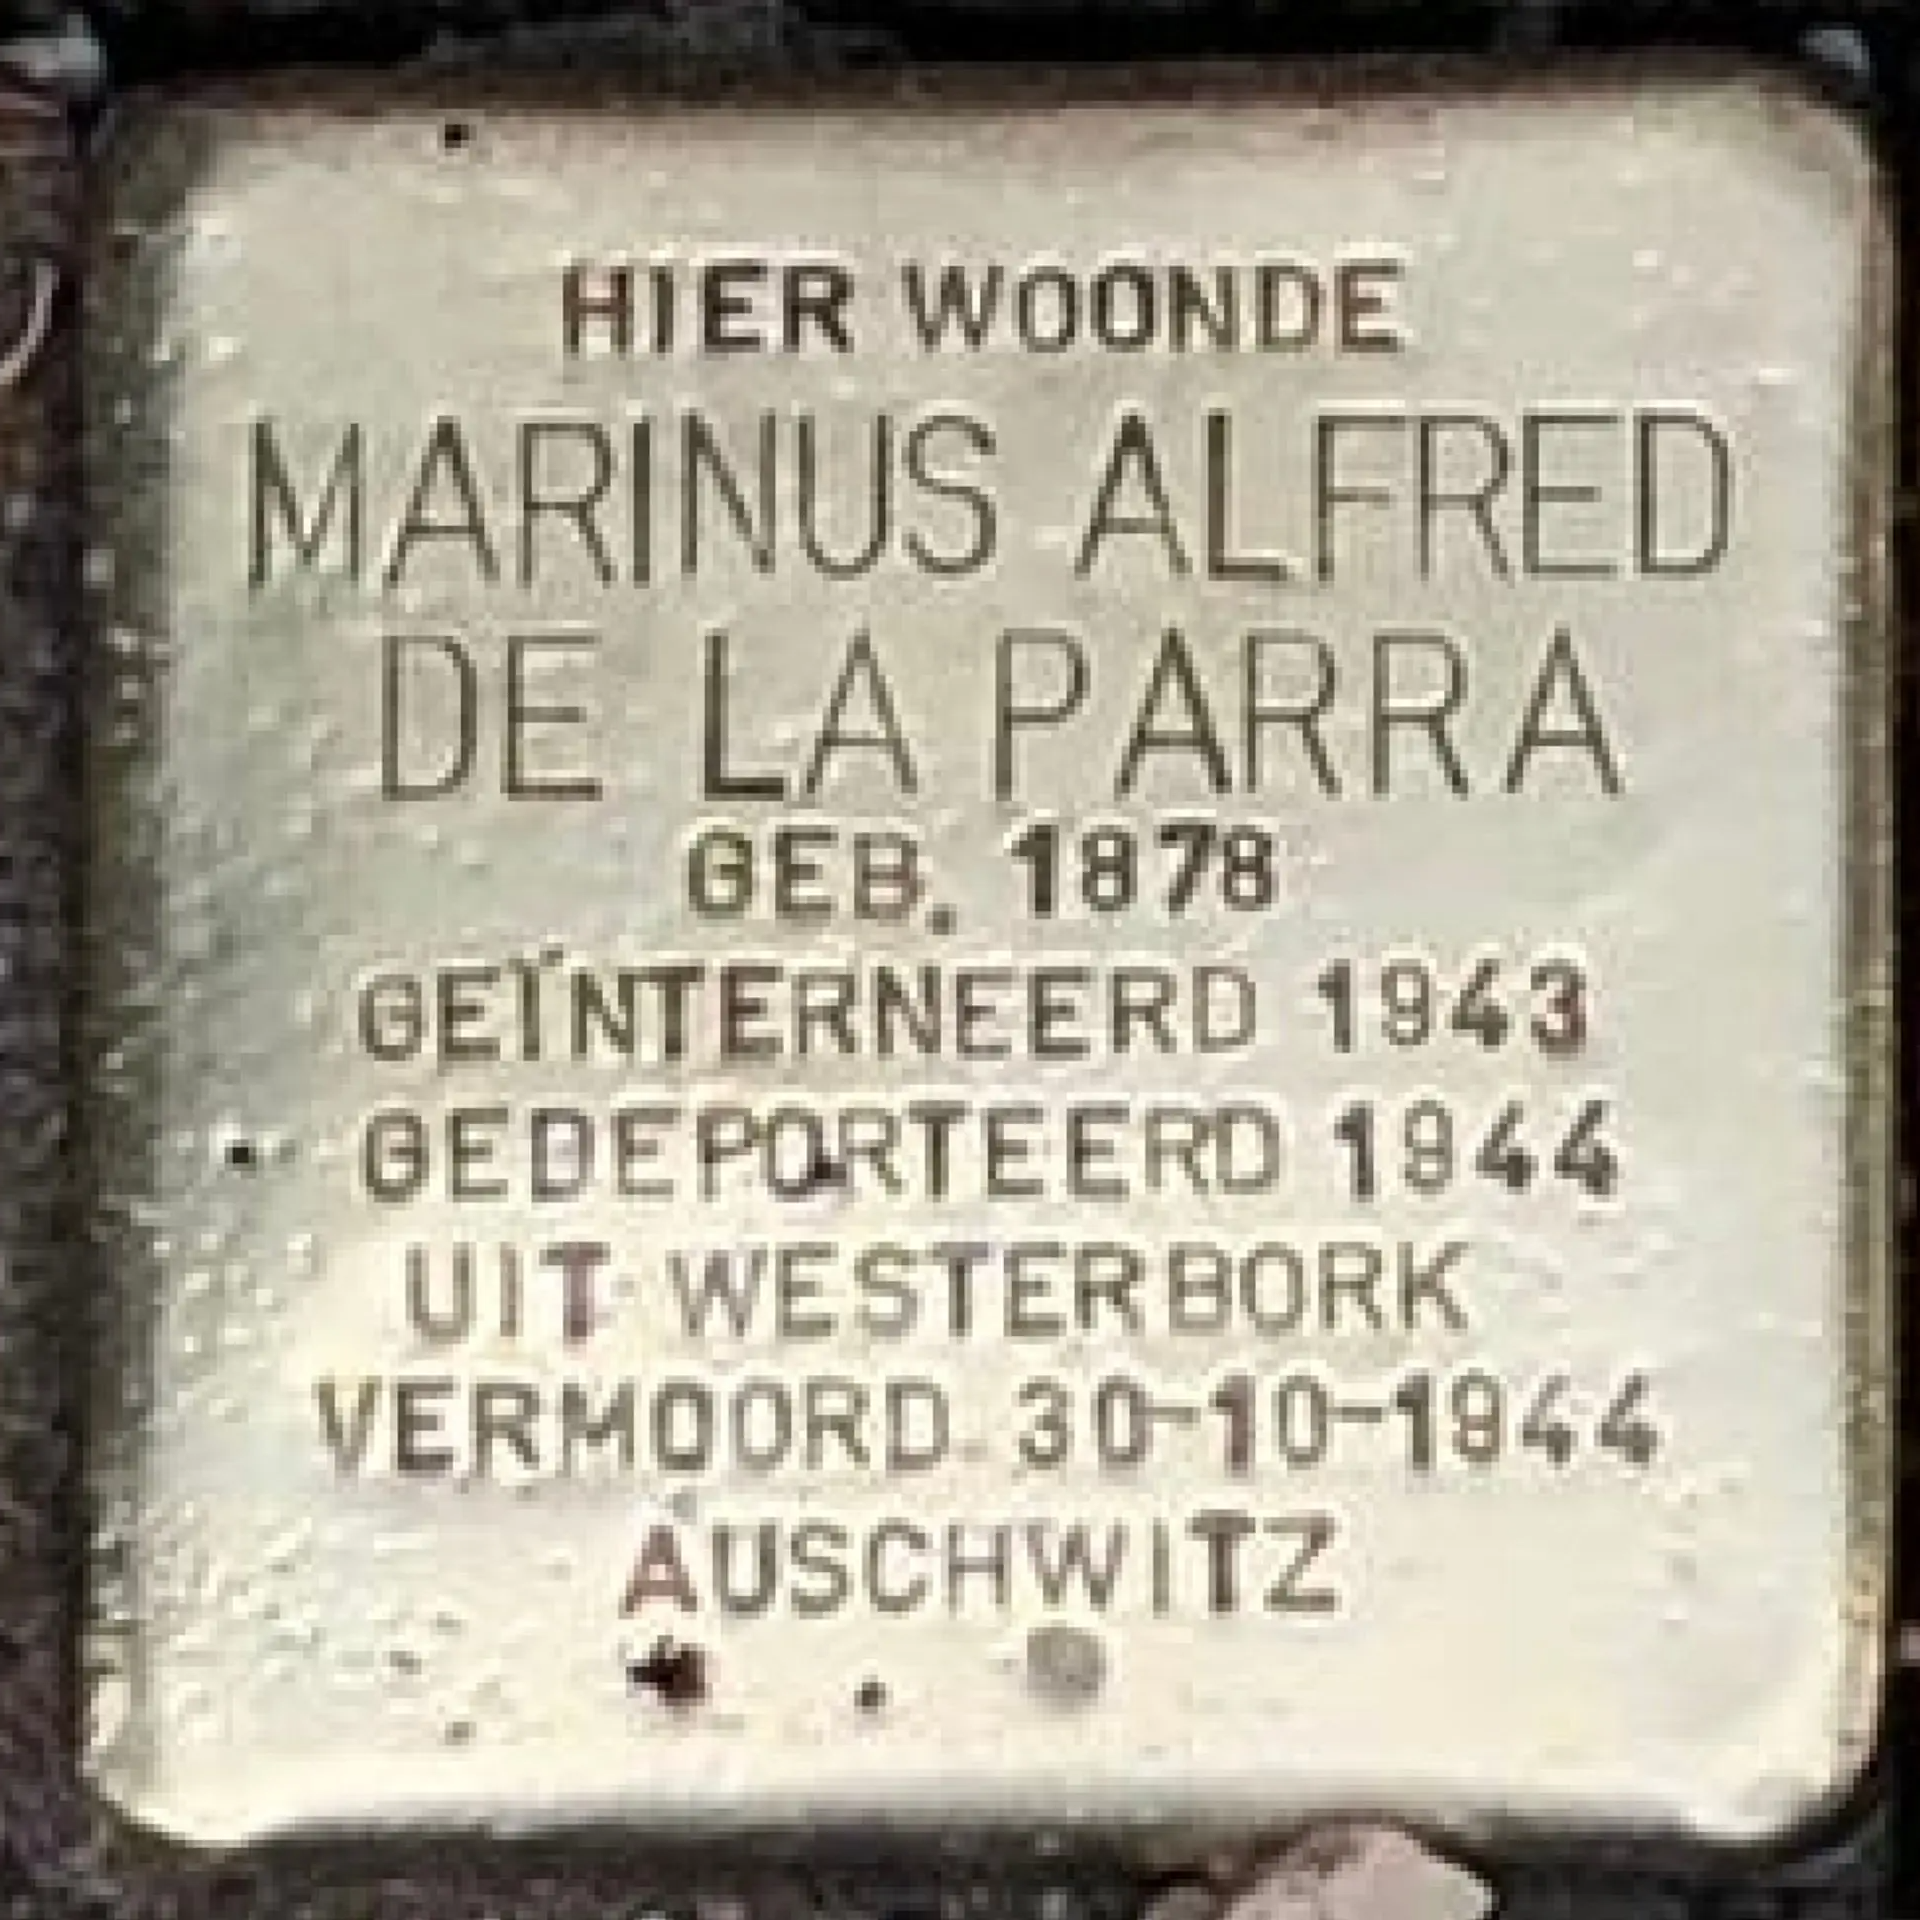 HIER WOONDE
MARINUS ALFRED
DE LA PARRA
GEB. 1878
GEÏNTERNEERD 1943
GEDEPORTEERD 1944
UIT WESTERBORK
VERMOORD 30-10-1944
AUSCHWITZ